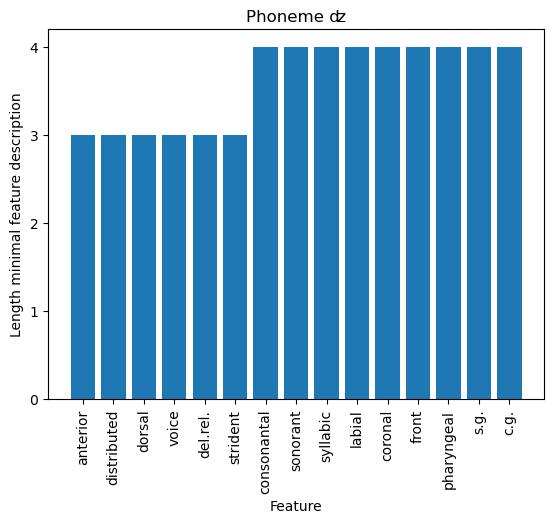 Phoneme d͡z
Length minimal feature description
4
3
2
1
0
anterior
distributed
dorsal
voice
del.rel.
strident
consonantal
sonorant
syllabic
labial
coronal
front
pharyngeal
s.g.
c.g.
Feature